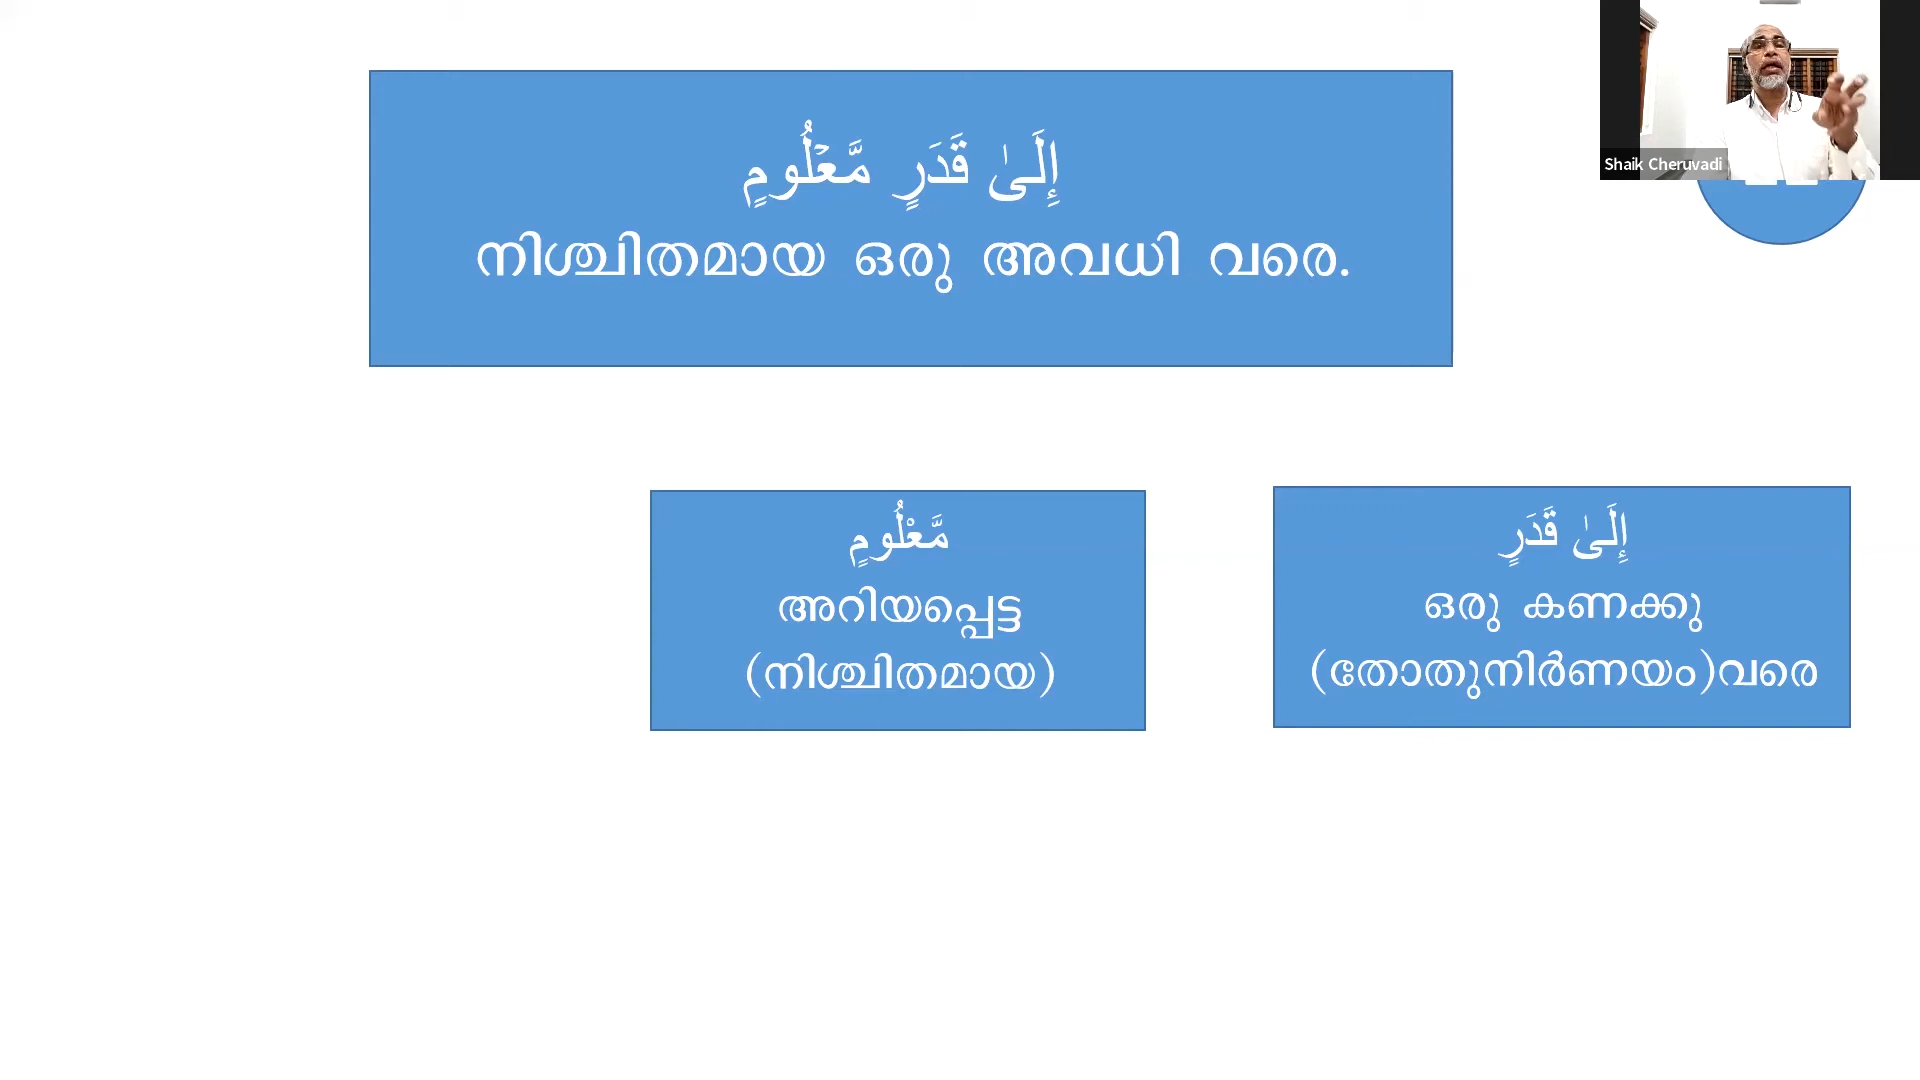 إِلَىٰ قَدَرٍ مَّعْلُومٍ
നിശ്ചിതമായ ഒരു അവധി വരെ.
إِلَىٰ قَدَرٍ
ഒരു കണക്കു
(തോതുനിർണയം)വരെ
مَّعْلُومٍ
അറിയപ്പെട്ട
(നിശ്ചിതമായ)
Shaik Cheruvadi